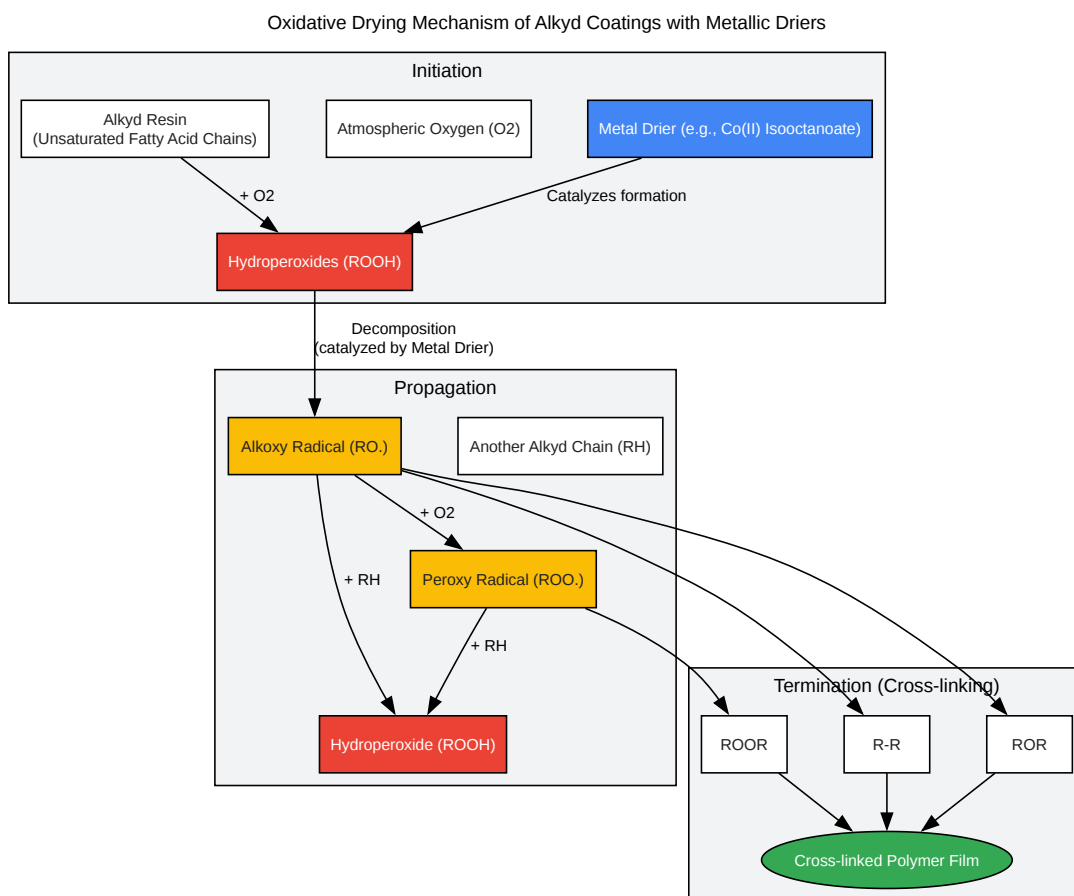 Oxidative Drying Mechanism of Alkyd Coatings with Metallic Driers
Initiation
Alkyd Resin
(Unsaturated Fatty Acid Chains)
Atmospheric Oxygen (O2)
Metal Drier (e.g., Co(II) Isooctanoate)
+ O2
Catalyzes formation
Hydroperoxides (ROOH)
Decomposition
(catalyzed by Metal Drier)
Propagation
Alkoxy Radical (RO.)
Another Alkyd Chain (RH)
+ O2
+ RH
Peroxy Radical (ROO.)
+ RH
Hydroperoxide (ROOH)
Termination (Cross-linking)
ROOR
R-R
ROR
Cross-linked Polymer Film